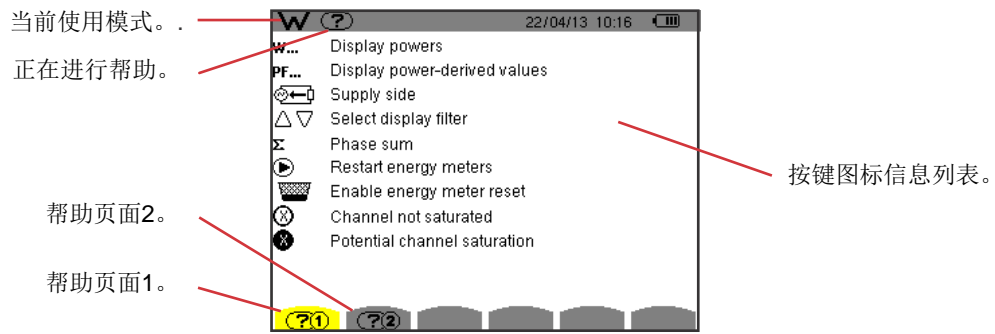 当前使用模式。.
正在进行帮助。
帮助页面2。
帮助页面1。
W ? 22/04/13 10:16
W... Display powers
PF... Display power-derived values
Supply side
Select display filter
Σ Phase sum
Restart energy meters
Enable energy meter reset
X Channel not saturated
X Potential channel saturation
?1 ?2
按键图标信息列表。